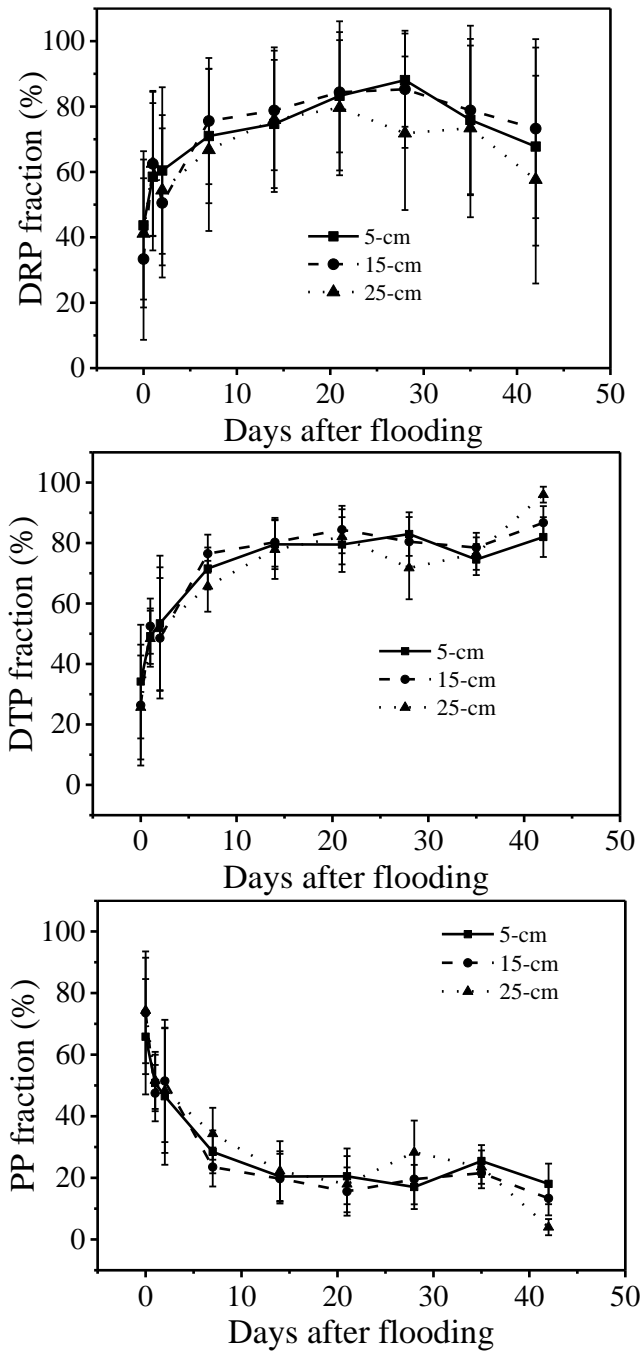 DRP fraction (%)
100
80
60
40
20
0
5-cm
15-cm
25-cm
0 10 20 30 40 50
Days after flooding
DTP fraction (%)
100
80
60
40
20
0
5-cm
15-cm
25-cm
0 10 20 30 40 50
Days after flooding
PP fraction (%)
100
80
60
40
20
0
5-cm
15-cm
25-cm
0 10 20 30 40 50
Days after flooding